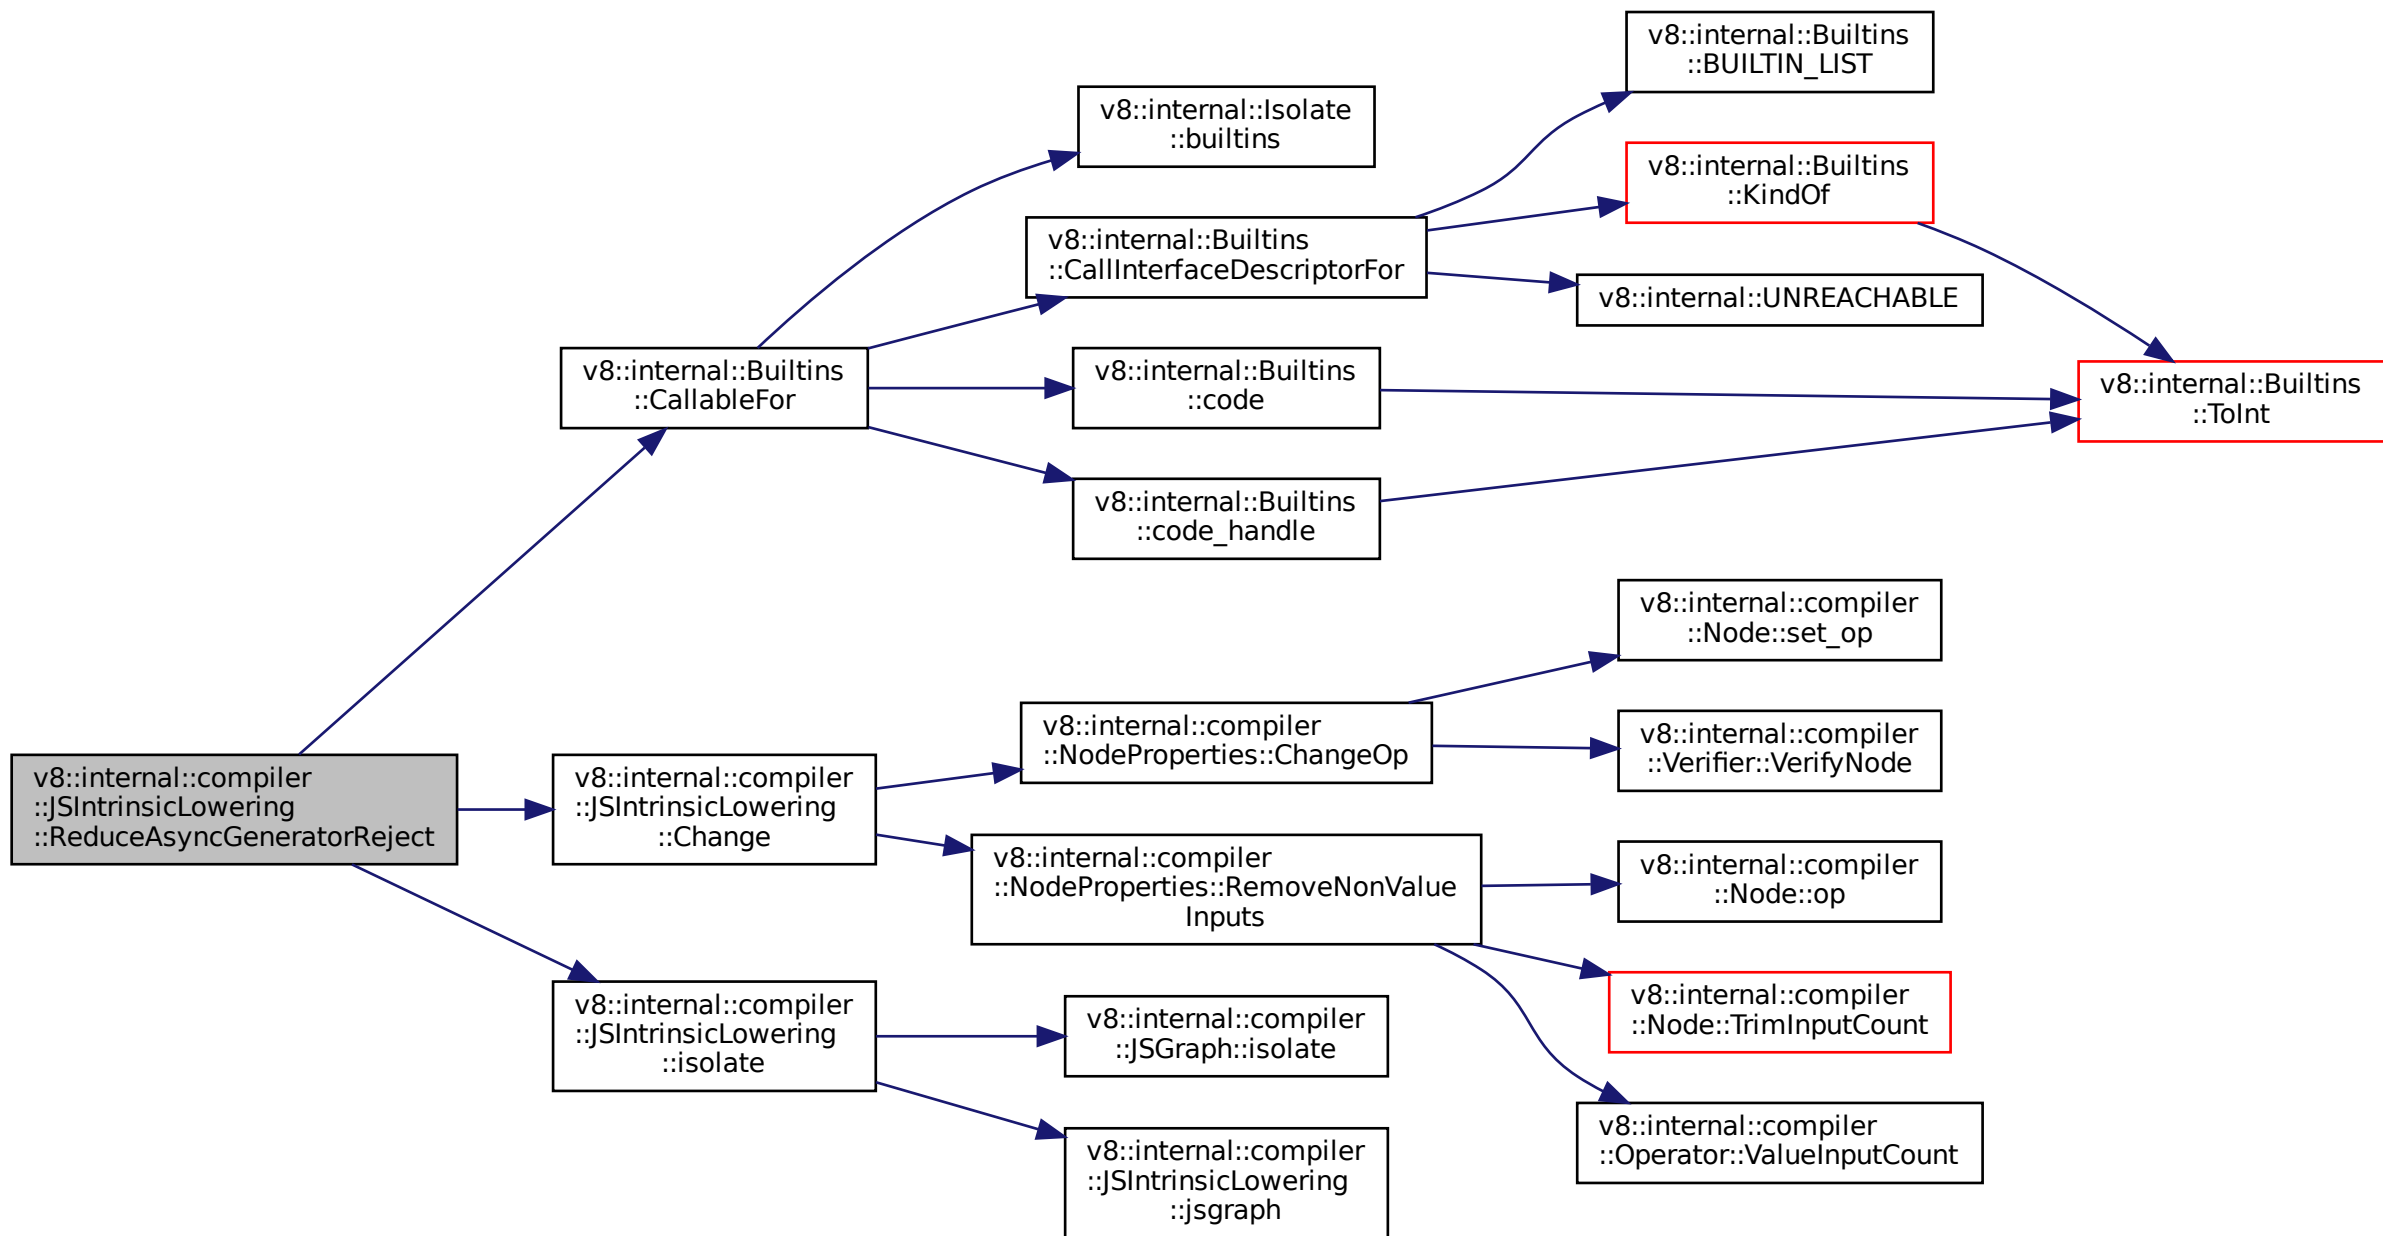 v8::internal::Builtins
::BUILTIN_LIST
v8::internal::Isolate
::builtins
v8::internal::Builtins
::KindOf
v8::internal::Builtins
::CallInterfaceDescriptorFor
v8::internal::UNREACHABLE
v8::internal::Builtins
::CallableFor
v8::internal::Builtins
::code
v8::internal::Builtins
::ToInt
v8::internal::Builtins
::code_handle
v8::internal::compiler
::Node::set_op
v8::internal::compiler
::NodeProperties::ChangeOp
v8::internal::compiler
::Verifier::VerifyNode
v8::internal::compiler
::JSIntrinsicLowering
::ReduceAsyncGeneratorReject
v8::internal::compiler
::JSIntrinsicLowering
::Change
v8::internal::compiler
::NodeProperties::RemoveNonValue
Inputs
v8::internal::compiler
::Node::op
v8::internal::compiler
::Node::TrimInputCount
v8::internal::compiler
::JSIntrinsicLowering
::isolate
v8::internal::compiler
::JSGraph::isolate
v8::internal::compiler
::Operator::ValueInputCount
v8::internal::compiler
::JSIntrinsicLowering
::jsgraph